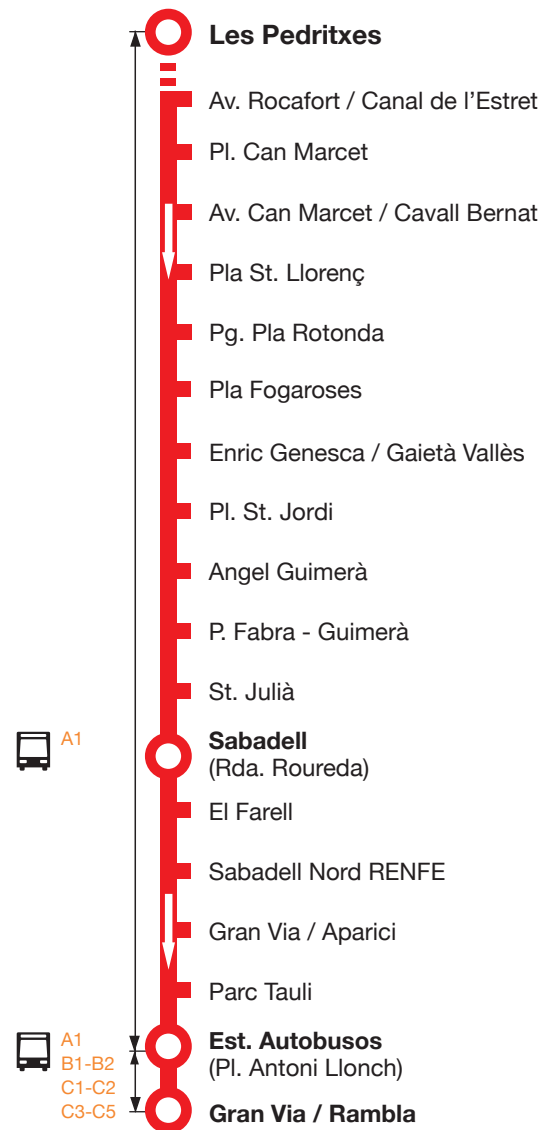 Les Pedritxes
Av. Rocafort / Canal de l’Estret
Pl. Can Marcet
Av. Can Marcet / Cavall Bernat
Pla St. Llorenç
Pg. Pla Rotonda
Pla Fogaroses
Enric Genesca / Gaietà Vallès
Pl. St. Jordi
Angel Guimerà
P. Fabra - Guimerà
St. Julià
A1
Sabadell
(Rda. Roureda)
El Farell
Sabadell Nord RENFE
Gran Via / Aparici
Parc Tauli
A1
B1-B2
C1-C2
C3-C5
Est. Autobusos
(Pl. Antoni Llonch)
Gran Via / Rambla